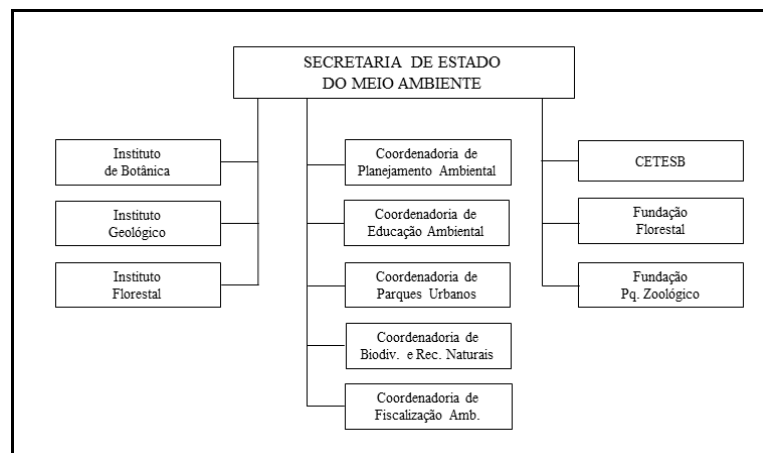 SECRETARIA DE ESTADO
DO MEIO AMBIENTE
Instituto
de Botânica
Instituto
Geológico
Instituto
Florestal
Coordenadoria de
Planejamento Ambiental
Coordenadoria de
Educação Ambiental
Coordenadoria de
Parques Urbanos
Coordenadoria de
Biodiv. e Rec. Naturais
Coordenadoria de
Fiscalização Amb.
CETESB
Fundação
Florestal
Fundação
Pq. Zoológico